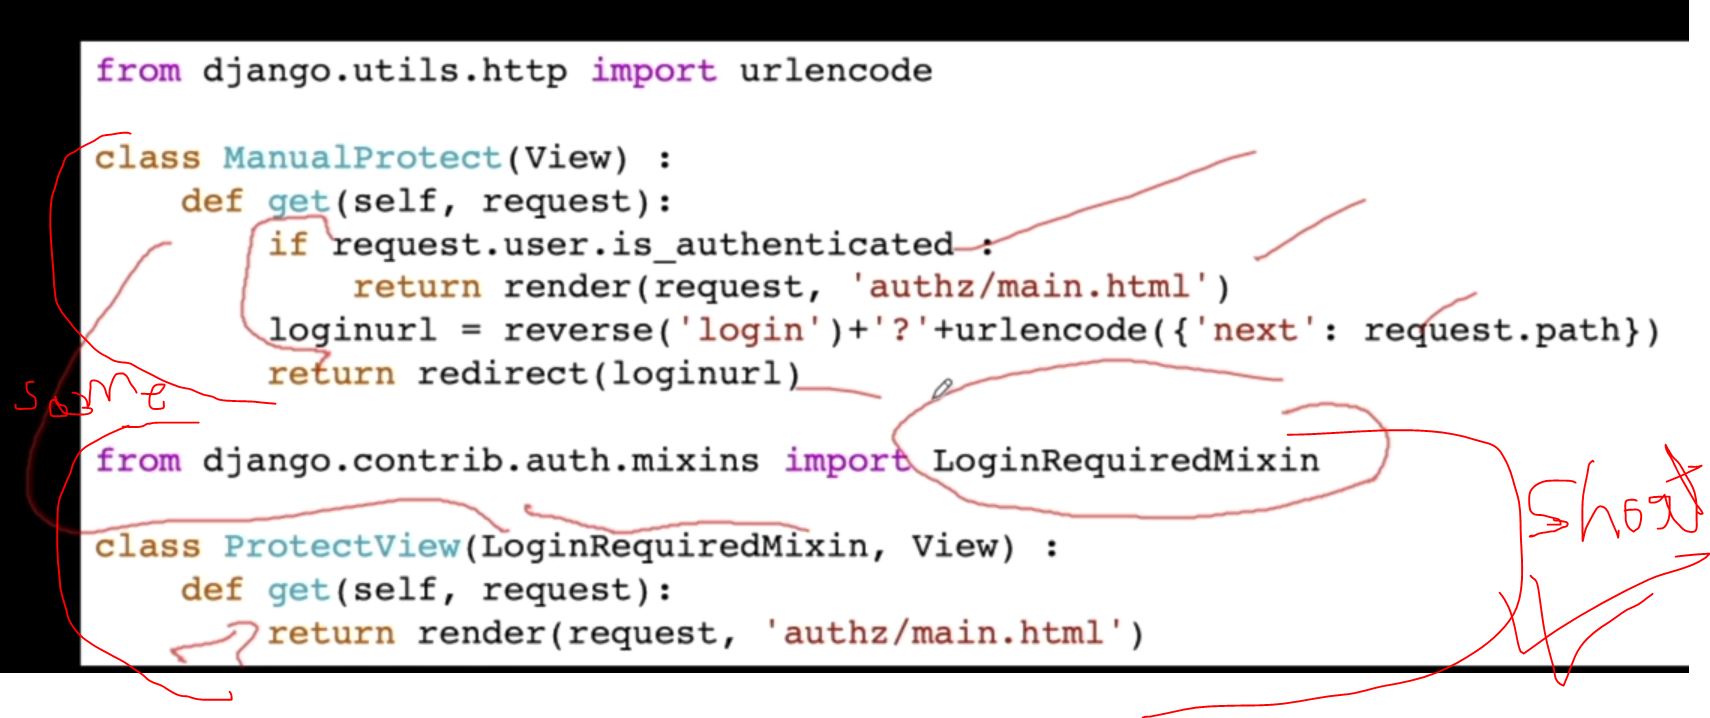 from django.utils.http import urlencode
class ManualProtect(View) :
def get(self, request):
if request.user.is_authenticated :
return render(request, 'authz/main.html')
loginurl = reverse('login')+'?'+urlencode({'next': request.path})
return redirect(loginurl)
same
from django.contrib.auth.mixins import LoginRequiredMixin
short
class ProtectView(LoginRequiredMixin, View) :
def get(self, request):
return render(request, 'authz/main.html')